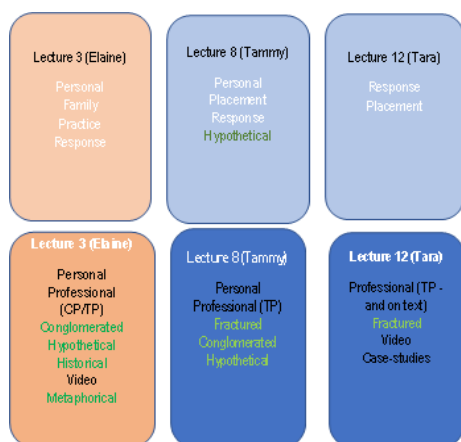 Lecture 3 (Elaine)
Personal
Family
Practice
Response
Lecture 8 (Tammy)
Personal
Placement
Response
Hypothetical
Lecture 12 (Tara)
Response
Placement
Lecture 3 (Elaine)
Personal
Professional
(CP/TP)
Conglomerated
Hypothetical
Historical
Video
Metaphorical
Lecture 8 (Tammy)
Personal
Professional (TP)
Fractured
Conglomerated
Hypothetical
Lecture 12 (Tara)
Professional (TP -
and on text)
Fractured
Video
Case-studies